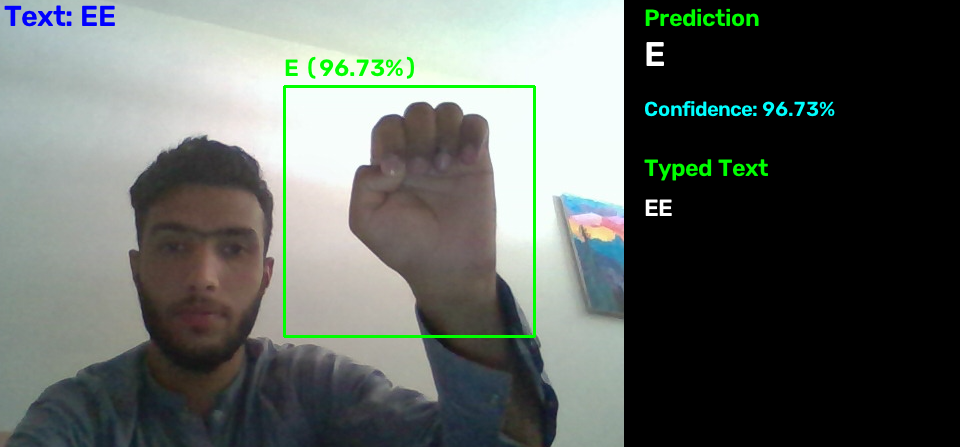 Text: EE
E (96.73%)
Prediction
E
Confidence: 96.73%
Typed Text
EE